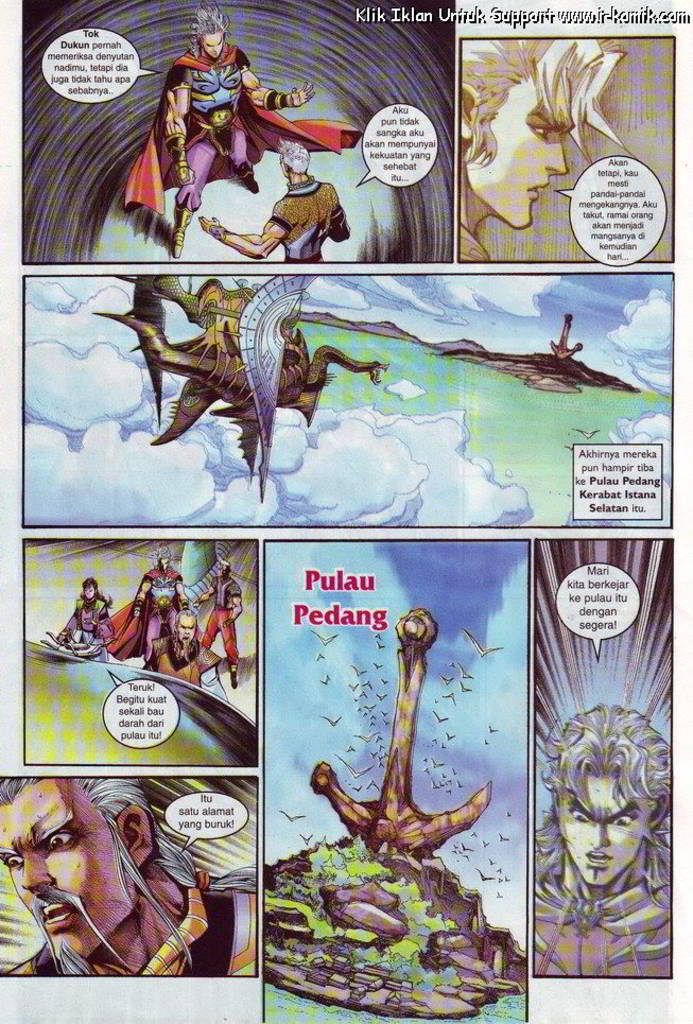 Klik Iklan Untuk Support www.ir-komik.com
Tok
Dukun pernah
memeriksa denyutan
nadimu, tetapi dia
juga tidak tahu apa
sebabnya..
Aku
pun tidak
sangka aku
akan mempunyai
kekuatan yang
sehebat
itu...
Akan
tetapi, kau
mesti
pandai-pandai
mengekangnya. Aku
takut, ramai orang
akan menjadi
mangsanya di
kemudian
hari...
Akhirnya mereka
pun hampir tiba
ke Pulau Pedang
Kerabat Istana
Selatan itu.
Teruk!
Begitu kuat
sekali bau
darah dari
pulau itu!
Itu
satu alamat
yang buruk!
Pulau
Pedang
Mari
kita berkejar
ke pulau itu
dengan
segera!